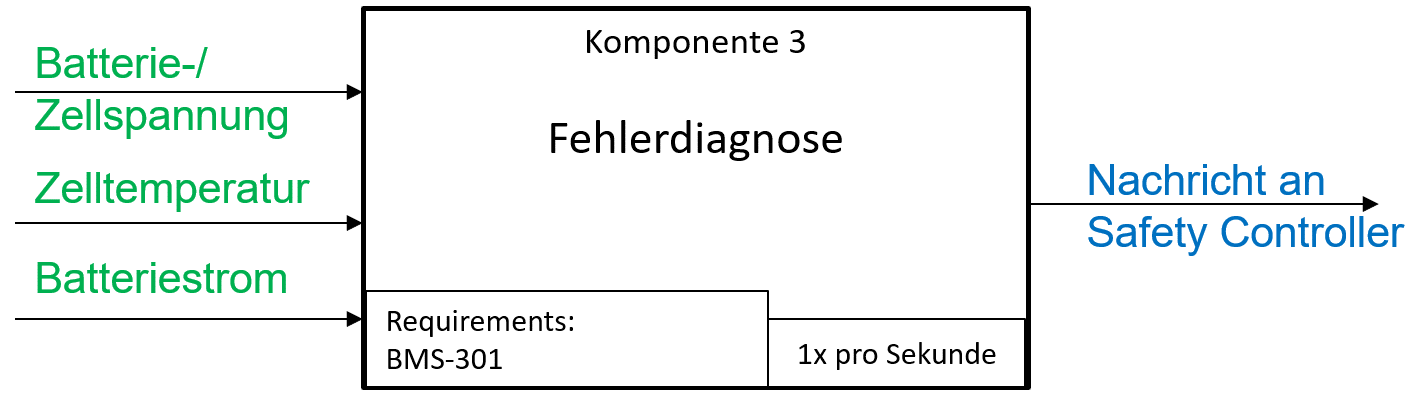 Batterie-/
Zellspannung
Zelltemperatur
Batteriestrom
Komponente 3
Fehlerdiagnose
Requirements:
BMS-301
1x pro Sekunde
Nachricht an
Safety Controller